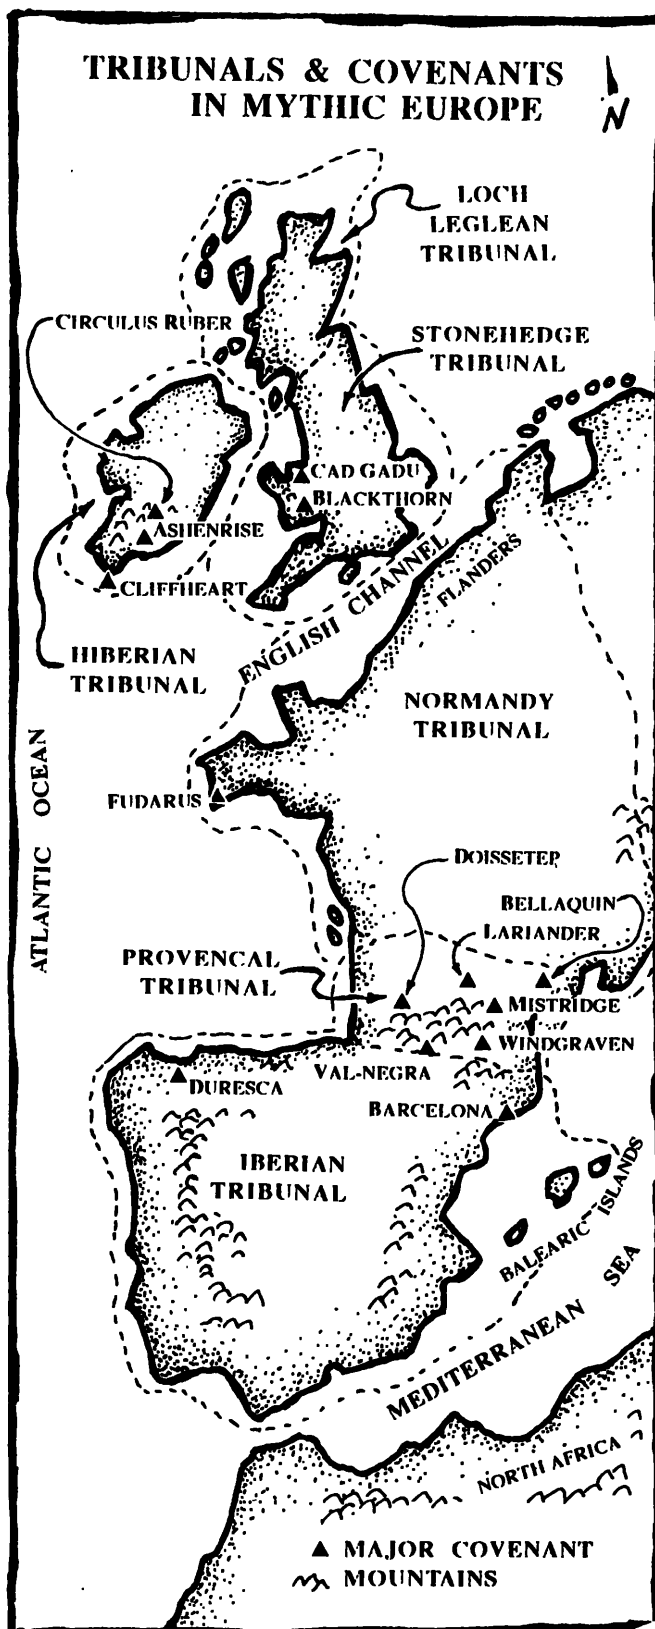 TRIBUNALS & COVENANTS
IN MYTHIC EUROPE
N
LOCH
LEGLEAN
TRIBUNAL
CIRCULUS RUBER
STONEHEDGE
TRIBUNAL
CAD GADU
BLACKTHORN
ASHENRISE
CLIFFHEART
ENGLISH CHANNEL
FLANDERS
HIBERIAN
TRIBUNAL
NORMANDY
TRIBUNAL
ATLANTIC OCEAN
FUDARUS
DOISSETEP
BELLAQUIN
LARIANDER
PROVENCAL
TRIBUNAL
MISTRIDGE
WINDGRAVEN
VAL-NEGRA
DURESCA
BARCELONA
IBERIAN
TRIBUNAL
BALEARIC ISLANDS
MEDITERRANEAN SEA
NORTH AFRICA
MAJOR COVENANT
MOUNTAINS